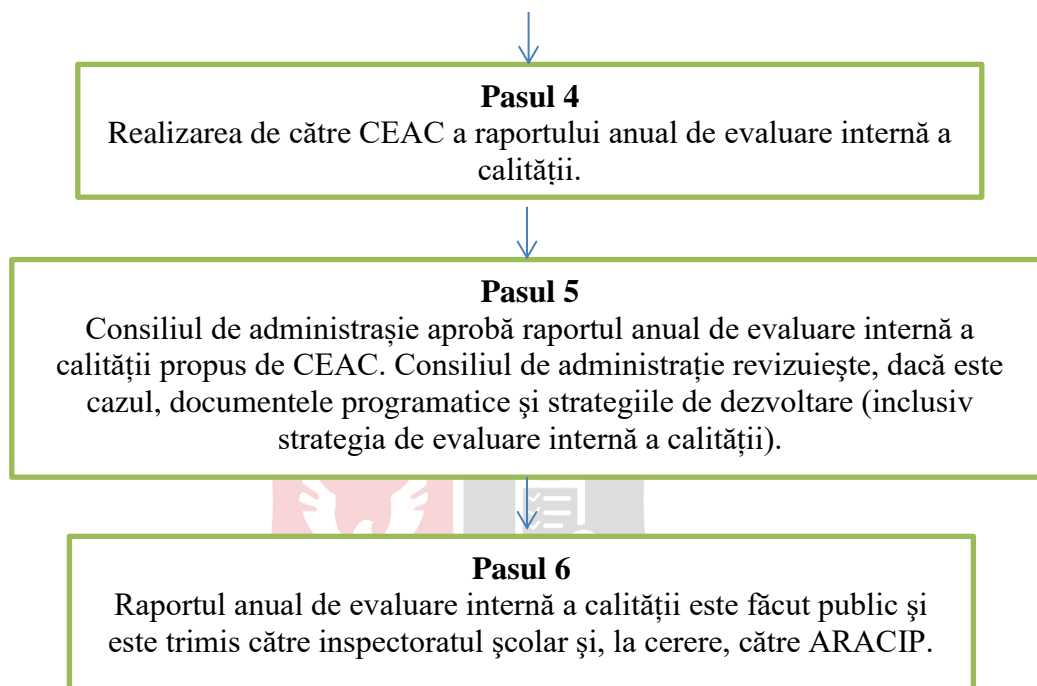 Pasul 4
Realizarea de către CEAC a raportului anual de evaluare internă a
calității.
Pasul 5
Consiliul de administrație aprobă raportul anual de evaluare internă a
calității propus de CEAC. Consiliul de administrație revizuieşte, dacă este
cazul, documentele programatice şi strategiile de dezvoltare (inclusiv
strategia de evaluare internă a calității).
Pasul 6
Raportul anual de evaluare internă a calității este făcut public şi
este trimis către inspectoratul şcolar şi, la cerere, către ARACIP.